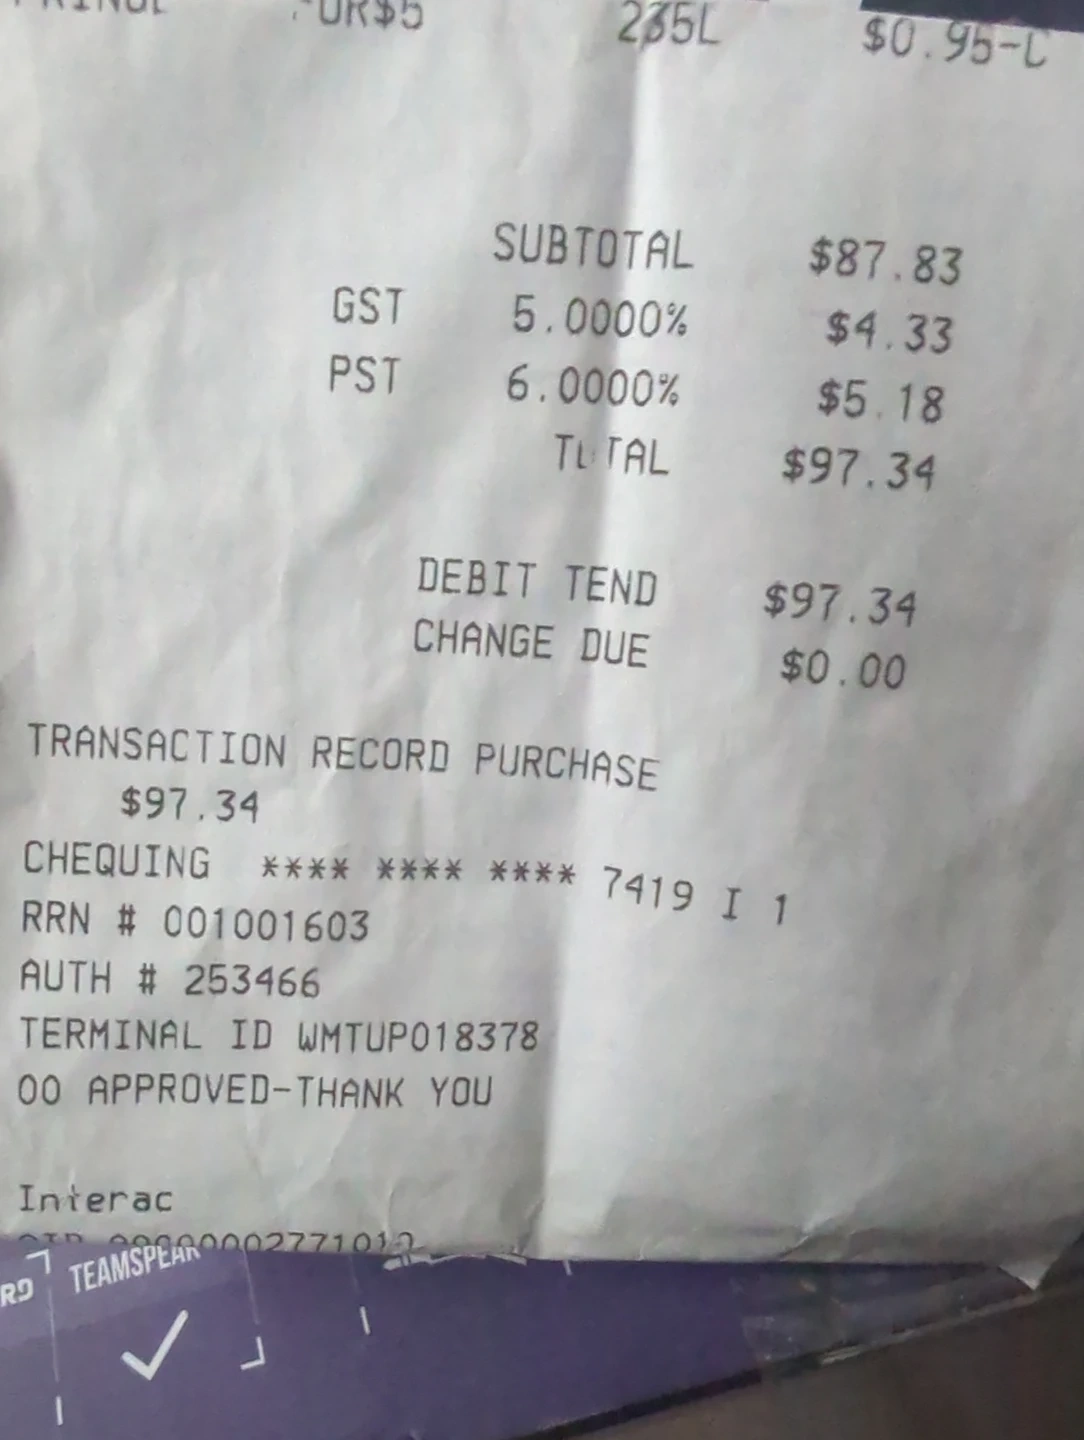 235L $0.95-C
SUBTOTAL $87.83
GST 5.0000% $4.33
PST 6.0000% $5.18
TOTAL $97.34
DEBIT TEND $97.34
CHANGE DUE $0.00
TRANSACTION RECORD PURCHASE
$97.34
CHEQUING **** **** **** 7419 I 1
RRN # 001001603
AUTH # 253466
TERMINAL ID WMTUP018378
00 APPROVED-THANK YOU
Interac
TEAMSPEAK